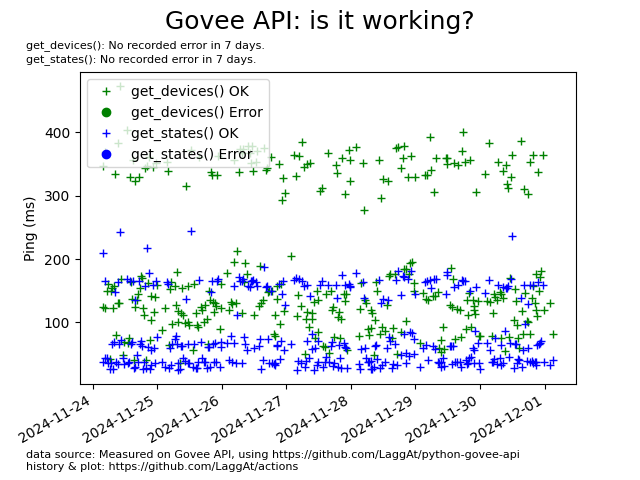 Govee API: is it working?
get_devices(): No recorded error in 7 days.
get_states(): No recorded error in 7 days.
get_devices() OK
get_devices() Error
get_states() OK
get_states() Error
Ping (ms)
400
300
200
100
2024-11-24
2024-11-25
2024-11-26
2024-11-27
2024-11-28
2024-11-29
2024-11-30
2024-12-01
data source: Measured on Govee API, using https://github.com/LaggAt/python-govee-api
history & plot: https://github.com/LaggAt/actions